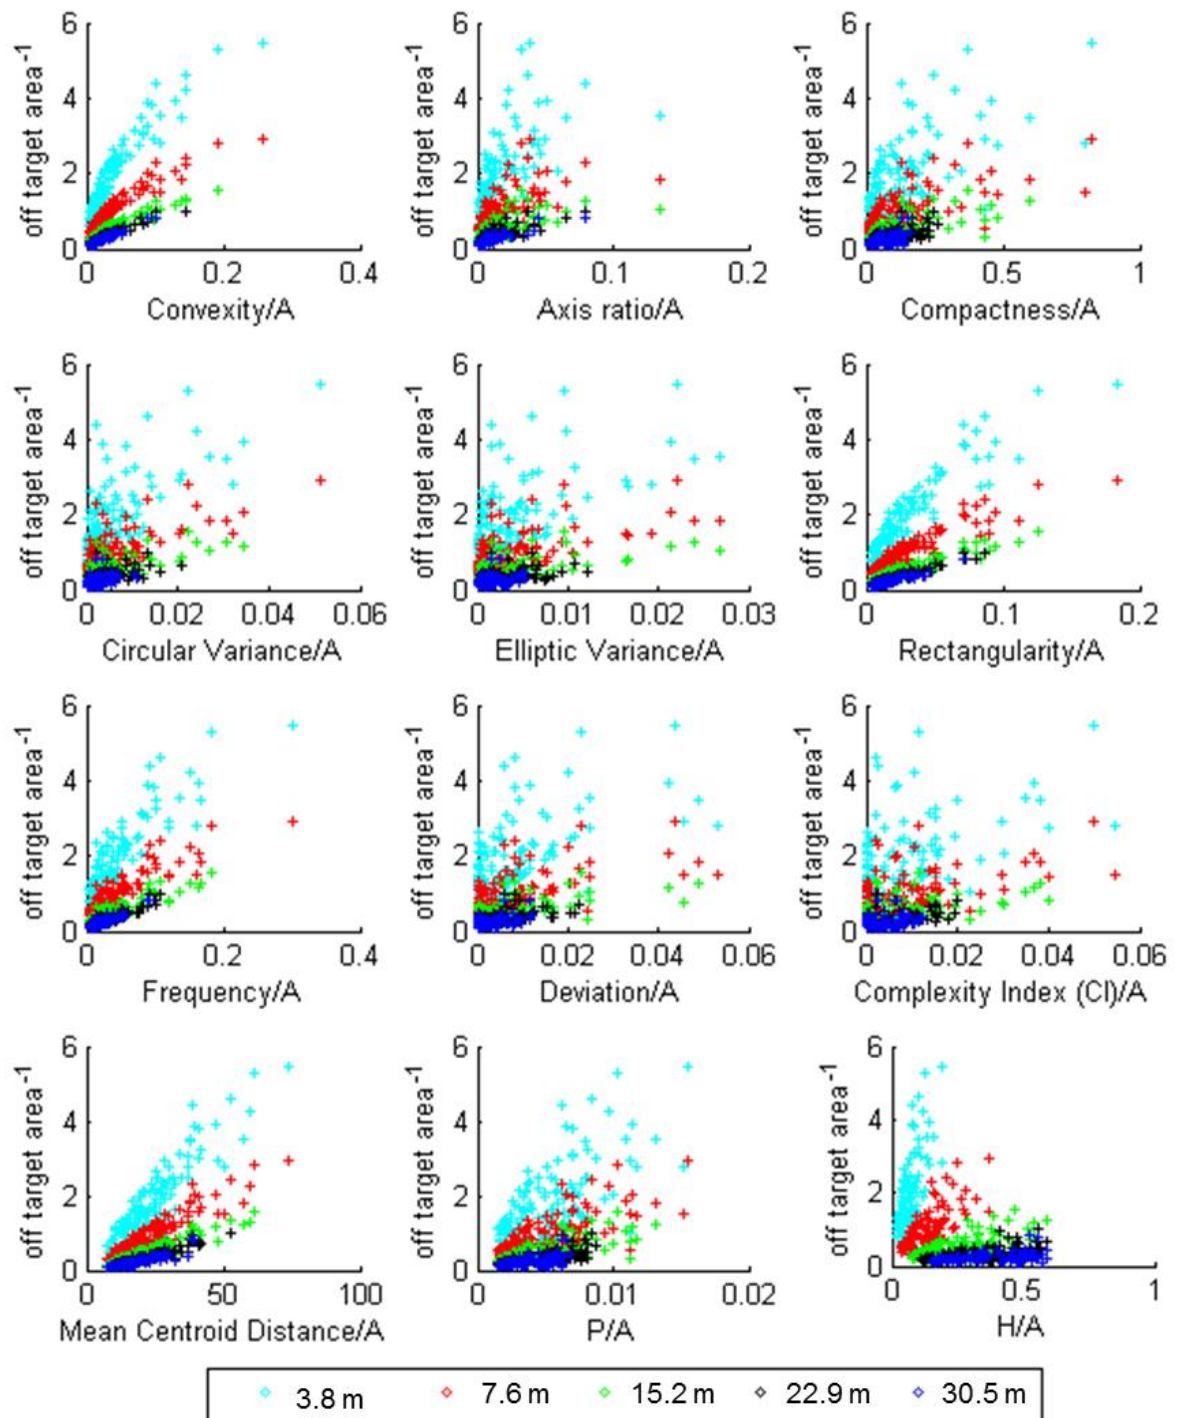 6 6 6
4 4 4
2 2 2
0 0 0
off target area-1 off target area-1 off target area-1
0 0.2 0.4 0 0.1 0.2 0 0.5 1
Convexity/A Axis ratio/A Compactness/A
6 6 6
4 4 4
2 2 2
0 0 0
off target area-1 off target area-1 off target area-1
0 0.02 0.04 0.06 0 0.01 0.02 0.03 0 0.1 0.2
Circular Variance/A Elliptic Variance/A Rectangularity/A
6 6 6
4 4 4
2 2 2
0 0 0
off target area-1 off target area-1 off target area-1
0 0.2 0.4 0 0.02 0.04 0.06 0 0.02 0.04 0.06
Frequency/A Deviation/A Complexity Index (CI)/A
6 6 6
4 4 4
2 2 2
0 0 0
off target area-1 off target area-1 off target area-1
0 50 100 0 0.01 0.02 0 0.5 1
Mean Centroid Distance/A P/A H/A
3.8 m 7.6 m 15.2 m 22.9 m 30.5 m